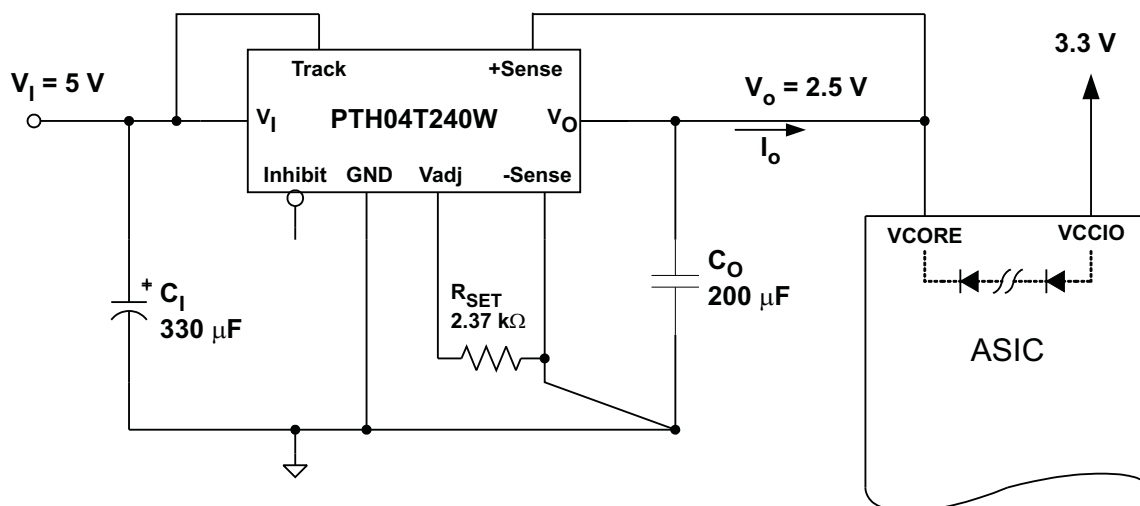 3.3 V
Track
+Sense
V_I = 5 V
V_o = 2.5 V
V_I
PTH04T240W
V_O
I_o
Inhibit
GND
Vadj
-Sense
VCORE
VCCIO
+
C_I
330 μF
R_SET
2.37 kΩ
C_O
200 μF
ASIC